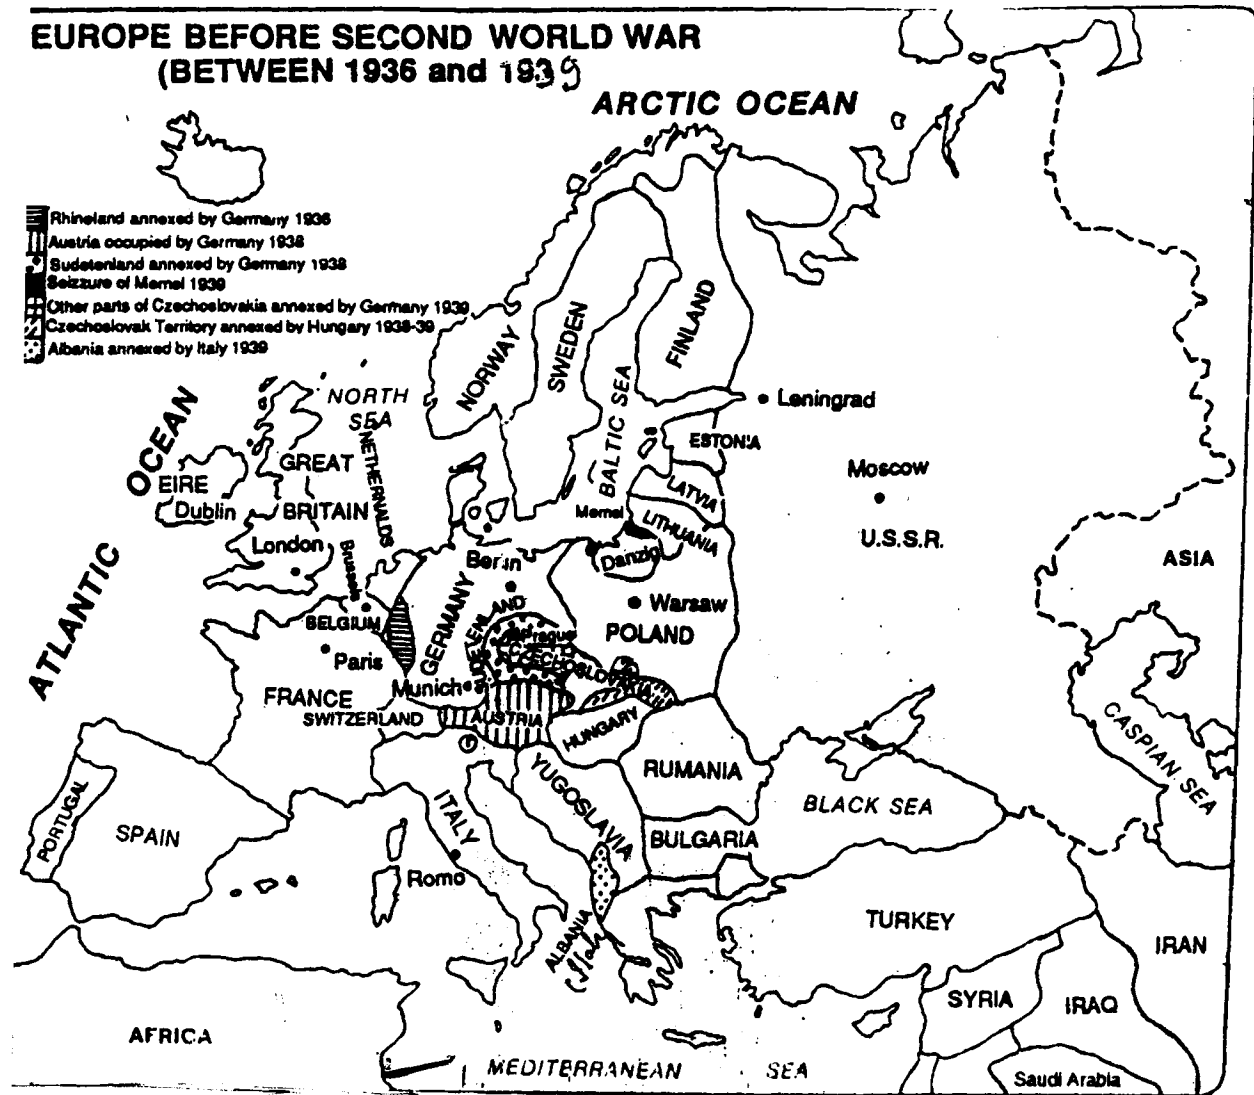 EUROPE BEFORE SECOND WORLD WAR
(BETWEEN 1936 and 1939
ARCTIC OCEAN
Rhineland annexed by Germany 1936
Austria occupied by Germany 1938
Sudetenland annexed by Germany 1938
Seizzure of Memel 1939
Other parts of Czechoslovakia annexed by Germany 1939
Czechoslovak Territory annexed by Hungary 1938-39
Albania annexed by Italy 1939
ATLANTIC OCEAN
NORTH
SEA
NETHERNALDS
NORWAY
SWEDEN
FINLAND
BALTIC SEA
Leningrad
ESTONIA
LATVIA
LITHUANIA
Memel
Danzig
Moscow
U.S.S.R.
ASIA
EIRE
Dublin
GREAT
BRITAIN
London
Brussels
BELGIUM
Paris
FRANCE
SWITZERLAND
Berlin
GERMANY
SUDETENLAND
Prague
CZECHOSLOVAKIA
Munich
AUSTRIA
Warsaw
POLAND
HUNGARY
RUMANIA
YUGOSLAVIA
BULGARIA
BLACK SEA
CASPIAN SEA
PORTUGAL
SPAIN
ITALY
Rome
ALBANIA
(Italy
TURKEY
SYRIA
IRAQ
IRAN
Saudi Arabia
AFRICA
MEDITERRANEAN SEA